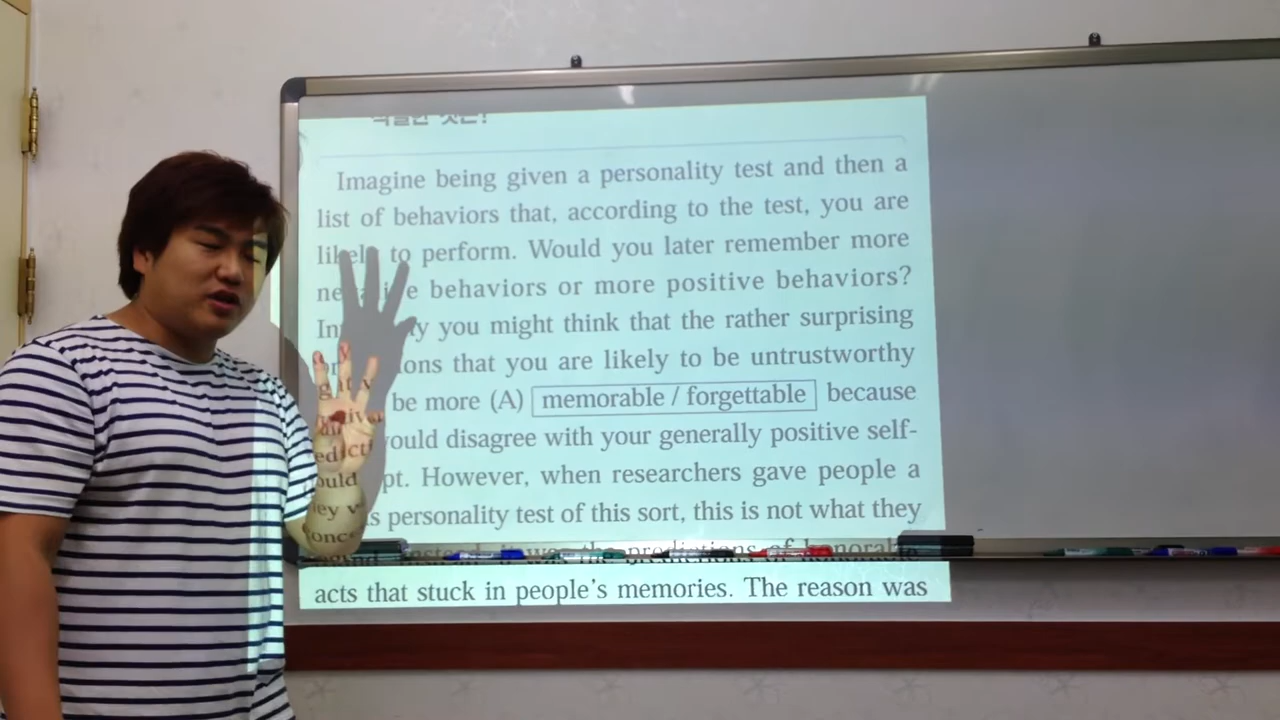 Imagine being given a personality test and then a
list of behaviors that, according to the test, you are
likely to perform. Would you later remember more
negative behaviors or more positive behaviors?
you might think that the rather surprising
that you are likely to be untrustworthy
be more (A) memorable / forgettable because
disagree with your generally positive self-
However, when researchers gave people a
personality test of this sort, this is not what they
predictions of
acts that stuck in people's memories. The reason was